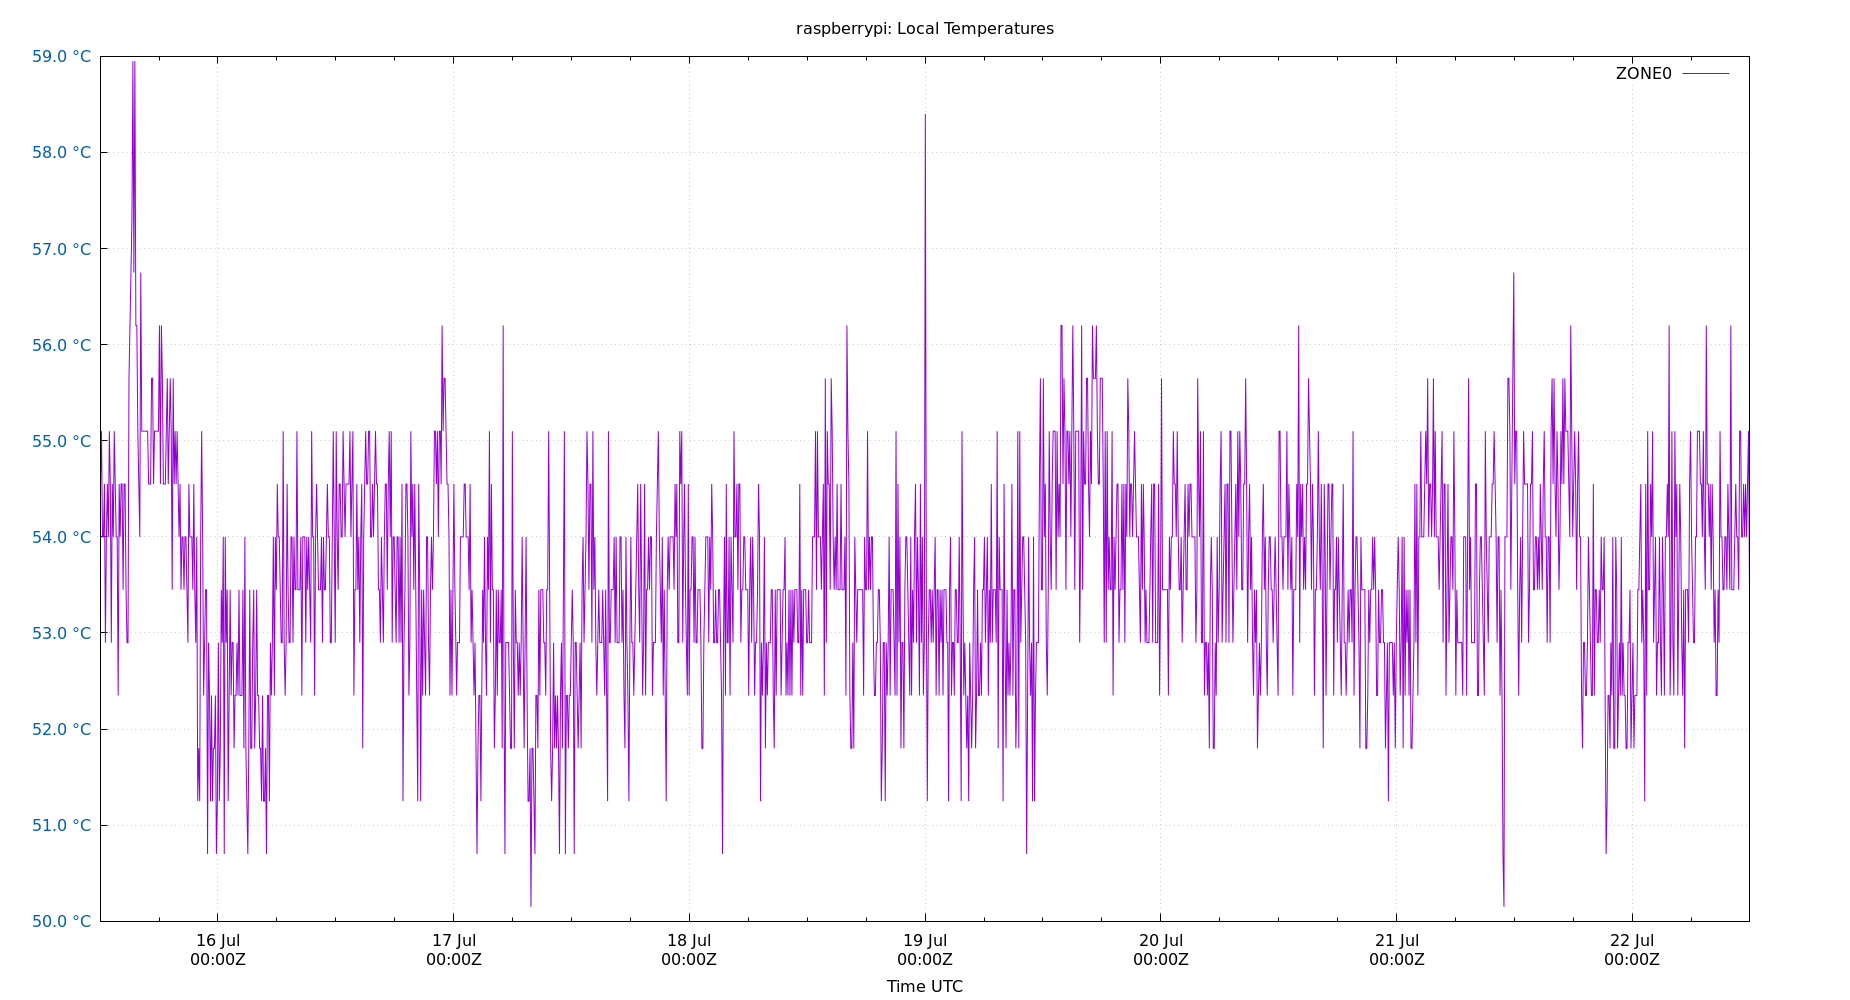 raspberrypi: Local Temperatures
59.0 °C
ZONE0
58.0 °C
57.0 °C
56.0 °C
55.0 °C
54.0 °C
53.0 °C
52.0 °C
51.0 °C
50.0 °C
16 Jul 17 Jul 18 Jul 19 Jul 20 Jul 21 Jul 22 Jul
00:00Z 00:00Z 00:00Z 00:00Z 00:00Z 00:00Z 00:00Z
Time UTC